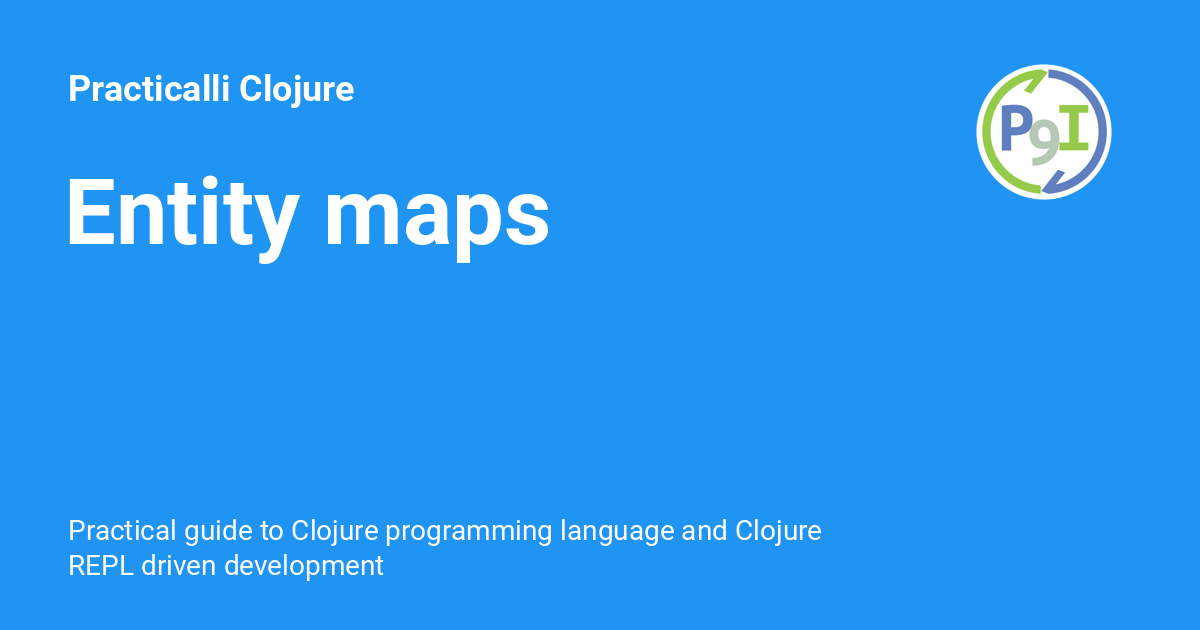 Practicalli Clojure
P9I
Entity maps
Practical guide to Clojure programming language and Clojure
REPL driven development